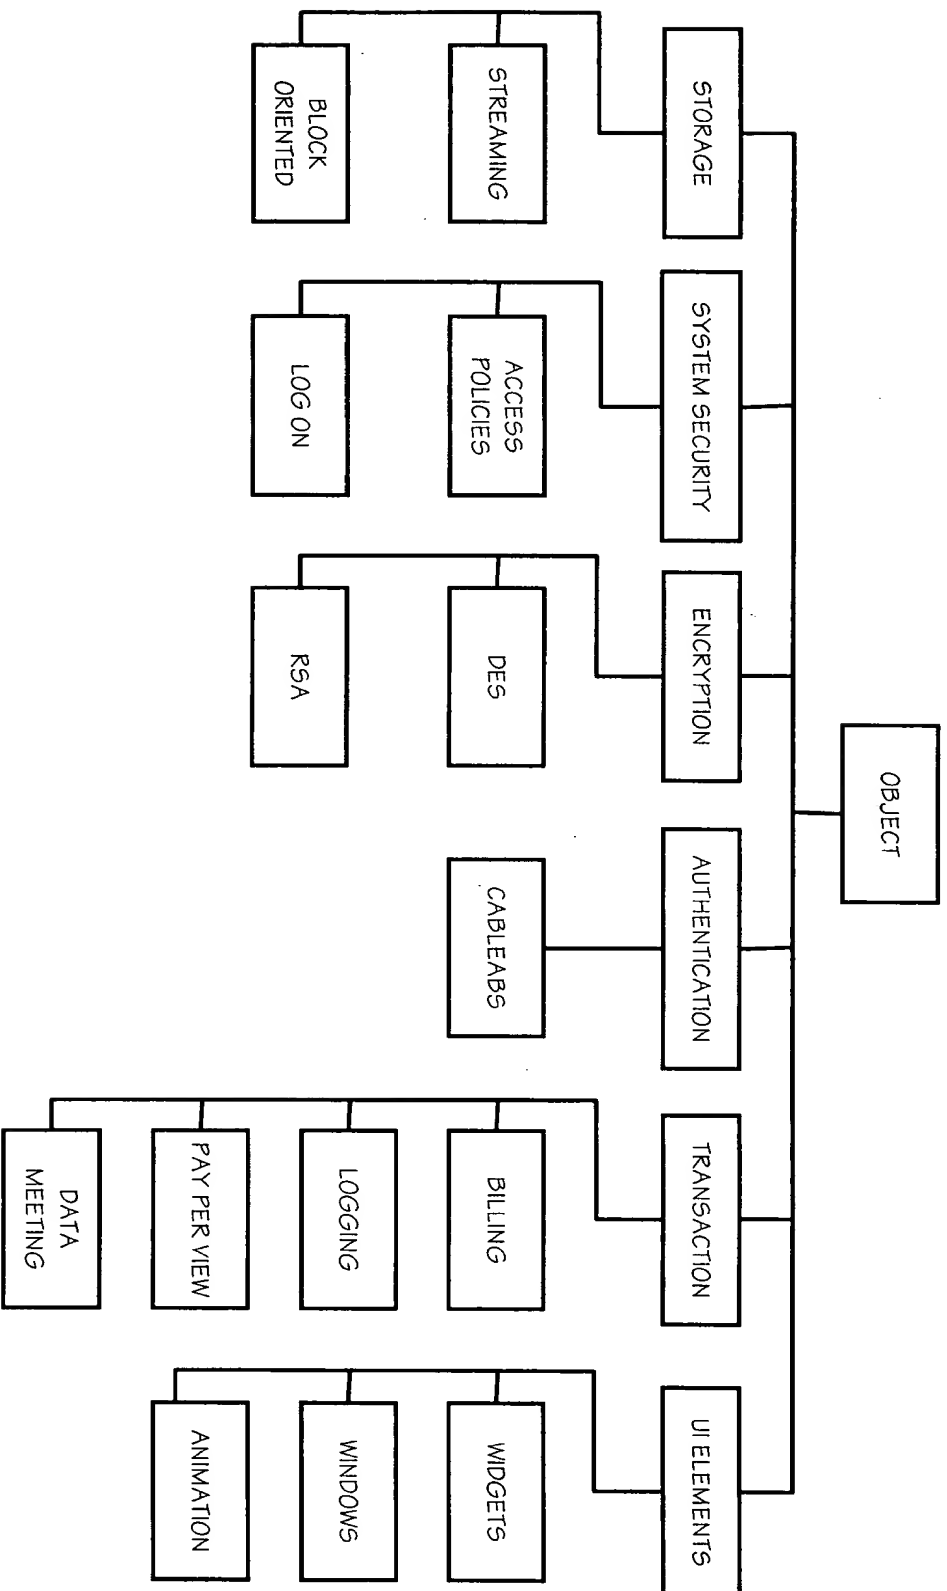 OBJECT
STORAGE
SYSTEM SECURITY
ENCRYPTION
AUTHENTICATION
TRANSACTION
UI ELEMENTS
STREAMING
ACCESS
POLICIES
DES
CABLEABS
BILLING
WIDGETS
BLOCK
ORIENTED
LOG ON
RSA
LOGGING
WINDOWS
PAY PER VIEW
ANIMATION
DATA
MEETING